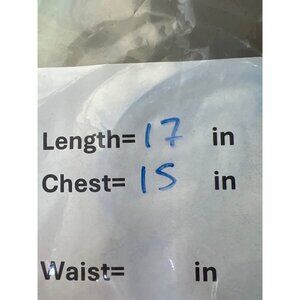 Length= 17 in
Chest= 15 in
Waist= in